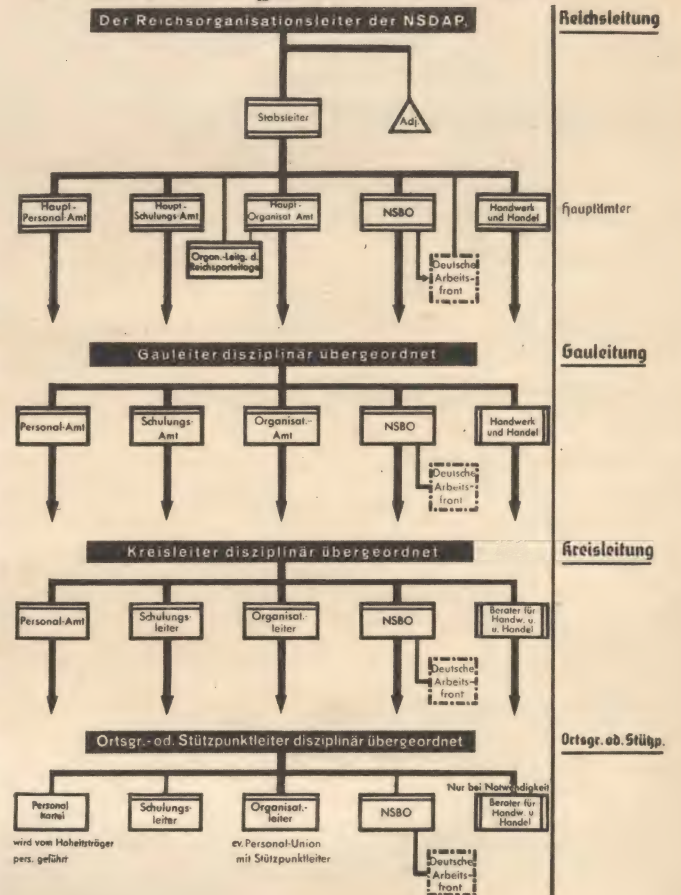 Der Reichsorganisationsleiter der NSDAP.
Reichsleitung
Stabsleiter
Adj.
Haupt-
Personal-Amt
Haupt-
Schulungs-Amt
Haupt-
Organisat.-Amt
NSBO
Handwerk
und Handel
Hauptämter
Organ.-Leitg. d.
Reichsparteitage
Deutsche
Arbeits-
front
Gauleiter disziplinär übergeordnet
Gauleitung
Personal-Amt
Schulungs-
Amt
Organisat.-
Amt
NSBO
Handwerk
und Handel
Deutsche
Arbeits-
front
Kreisleiter disziplinär übergeordnet
Kreisleitung
Personal-Amt
Schulungs-
leiter
Organisat.-
leiter
NSBO
Berater für
Handw. u.
u. Handel
Deutsche
Arbeits-
front
Ortsgr.- od. Stützpunktleiter disziplinär übergeordnet
Ortsgr. od. Stützp.
Nur bei Notwendigkeit
Personal
Kartei
Schulungs-
leiter
Organisat.-
leiter
NSBO
Berater für
Handw. u
Handel
wird vom Hoheitsträger
pers. geführt
ev. Personal-Union
mit Stützpunktleiter
Deutsche
Arbeits-
front